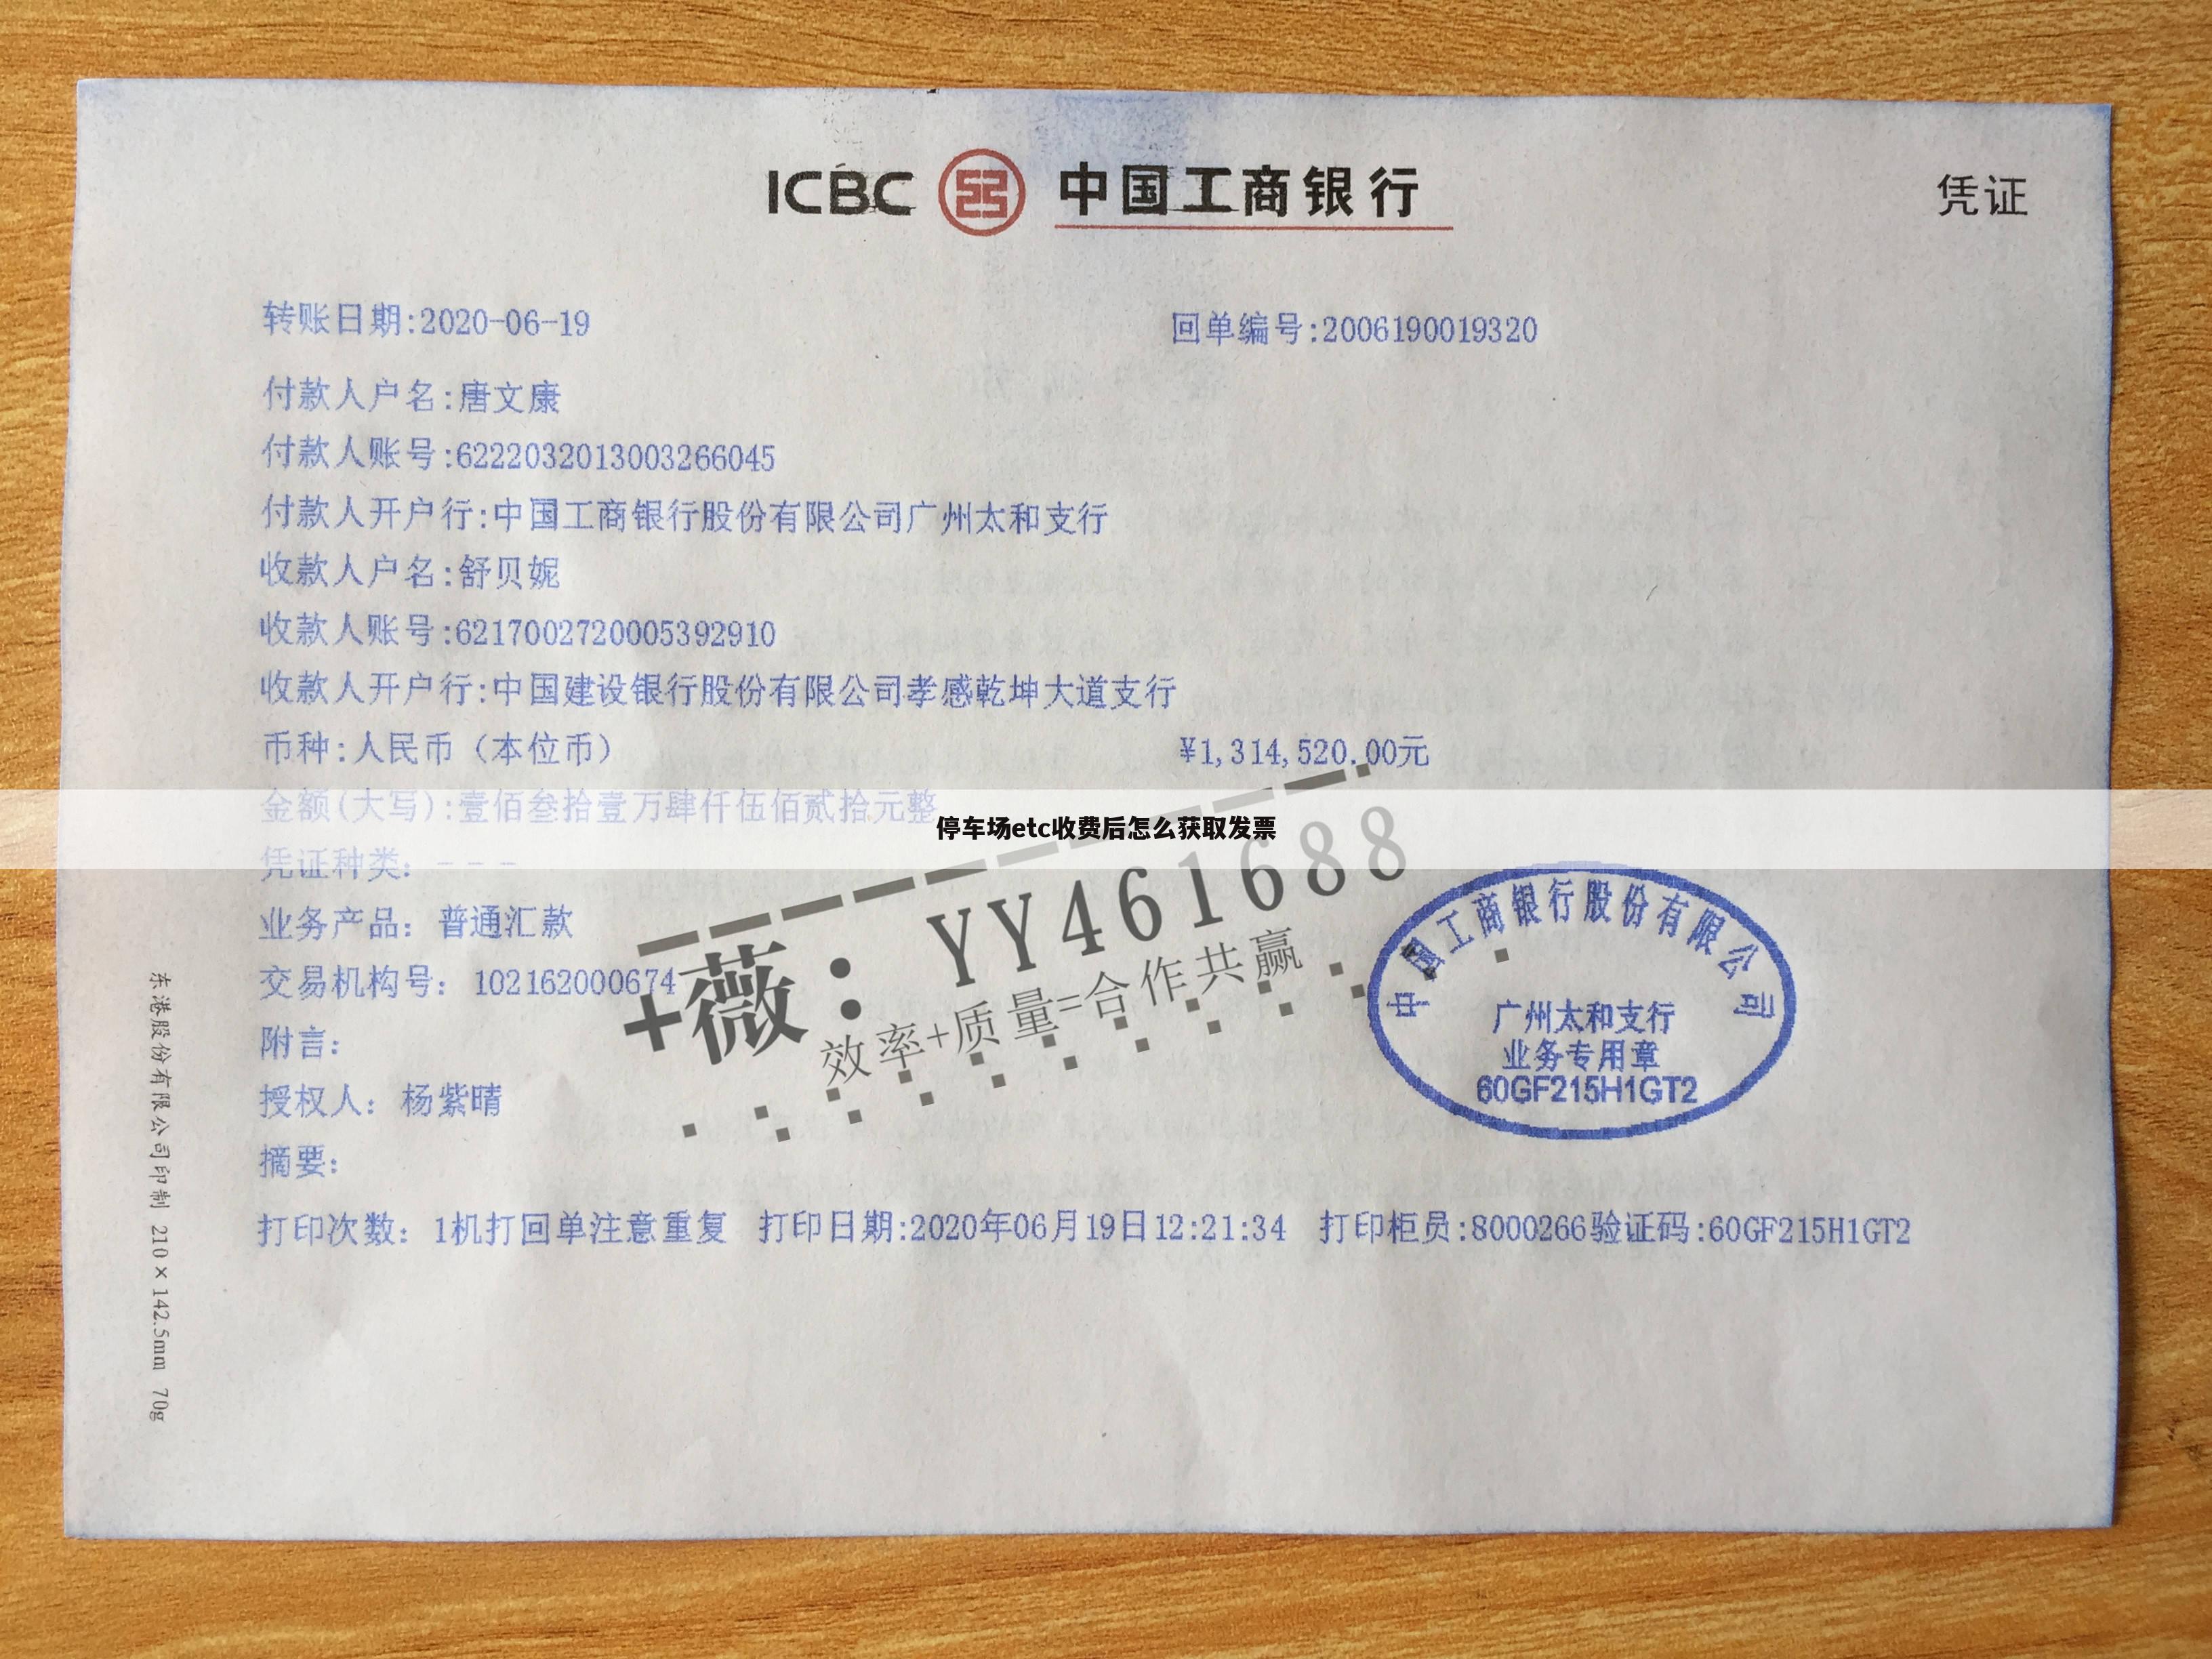 ICBC 中国工商银行
凭证
转账日期:2020-06-19
回单编号:2006190019320
付款人户名:唐文康
付款人账号:6222032013003266045
付款人开户行:中国工商银行股份有限公司广州太和支行
收款人户名:舒贝妮
收款人账号:6217002720005392910
收款人开户行:中国建设银行股份有限公司孝感乾坤大道支行
币种:人民币（本位币）
¥1,314,520.00元
金额(大写):壹佰叁拾壹万肆仟伍佰贰拾元整
停车场etc收费后怎么获取发票
凭证种类: ---
业务产品: 普通汇款
交易机构号: 102162000674
附言:
授权人: 杨紫晴
摘要:
+薇: YY461688
效率+质量=合作共赢
中国工商银行股份有限公司
广州太和支行
业务专用章
60GF215H1GT2
打印次数: 1机打回单注意重复 打印日期:2020年06月19日12:21:34 打印柜员:8000266验证码:60GF215H1GT2
东港股份有限公司印制 210×142.5mm 70g